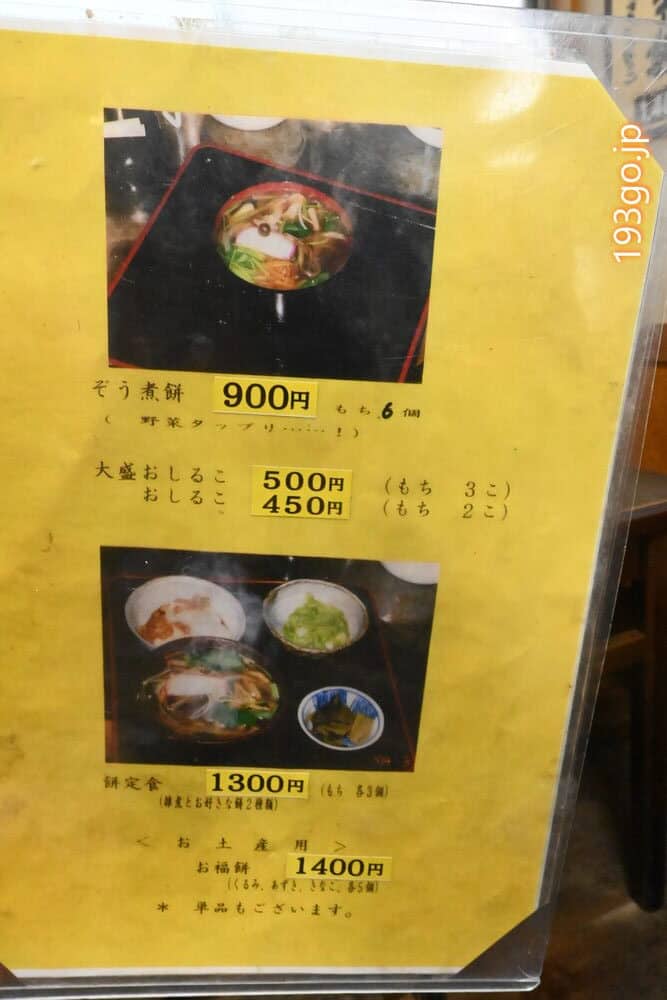 193go.jp
ぞう煮餅 900円 もち6個
( 野菜タップリ……! )
大盛おしるこ 500円 (もち 3こ)
おしるこ 450円 (もち 2こ)
餅定食 1300円 (もち 各3個)
(雑煮とお好きな餅2種類)
< お土産用 >
お福餅 1400円
(くるみ、あずき、きなこ、各5個)
* 単品もございます。